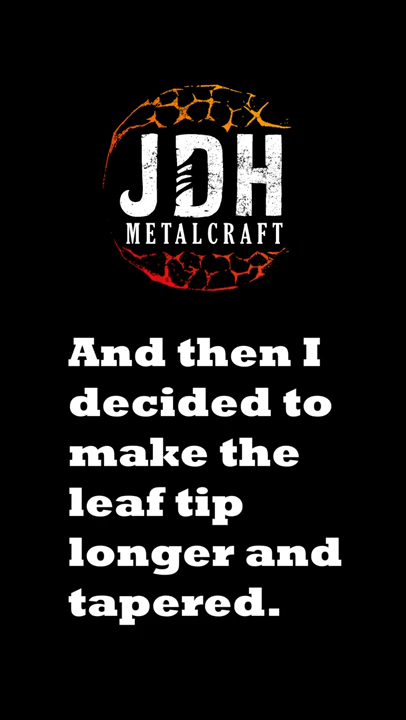 JDH
METALCRAFT
And then I
decided to
make the
leaf tip
longer and
tapered.